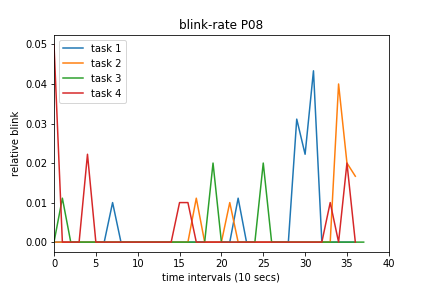 blink-rate P08
relative blink
0.05
0.04
0.03
0.02
0.01
0.00
task 1
task 2
task 3
task 4
0 5 10 15 20 25 30 35 40
time intervals (10 secs)